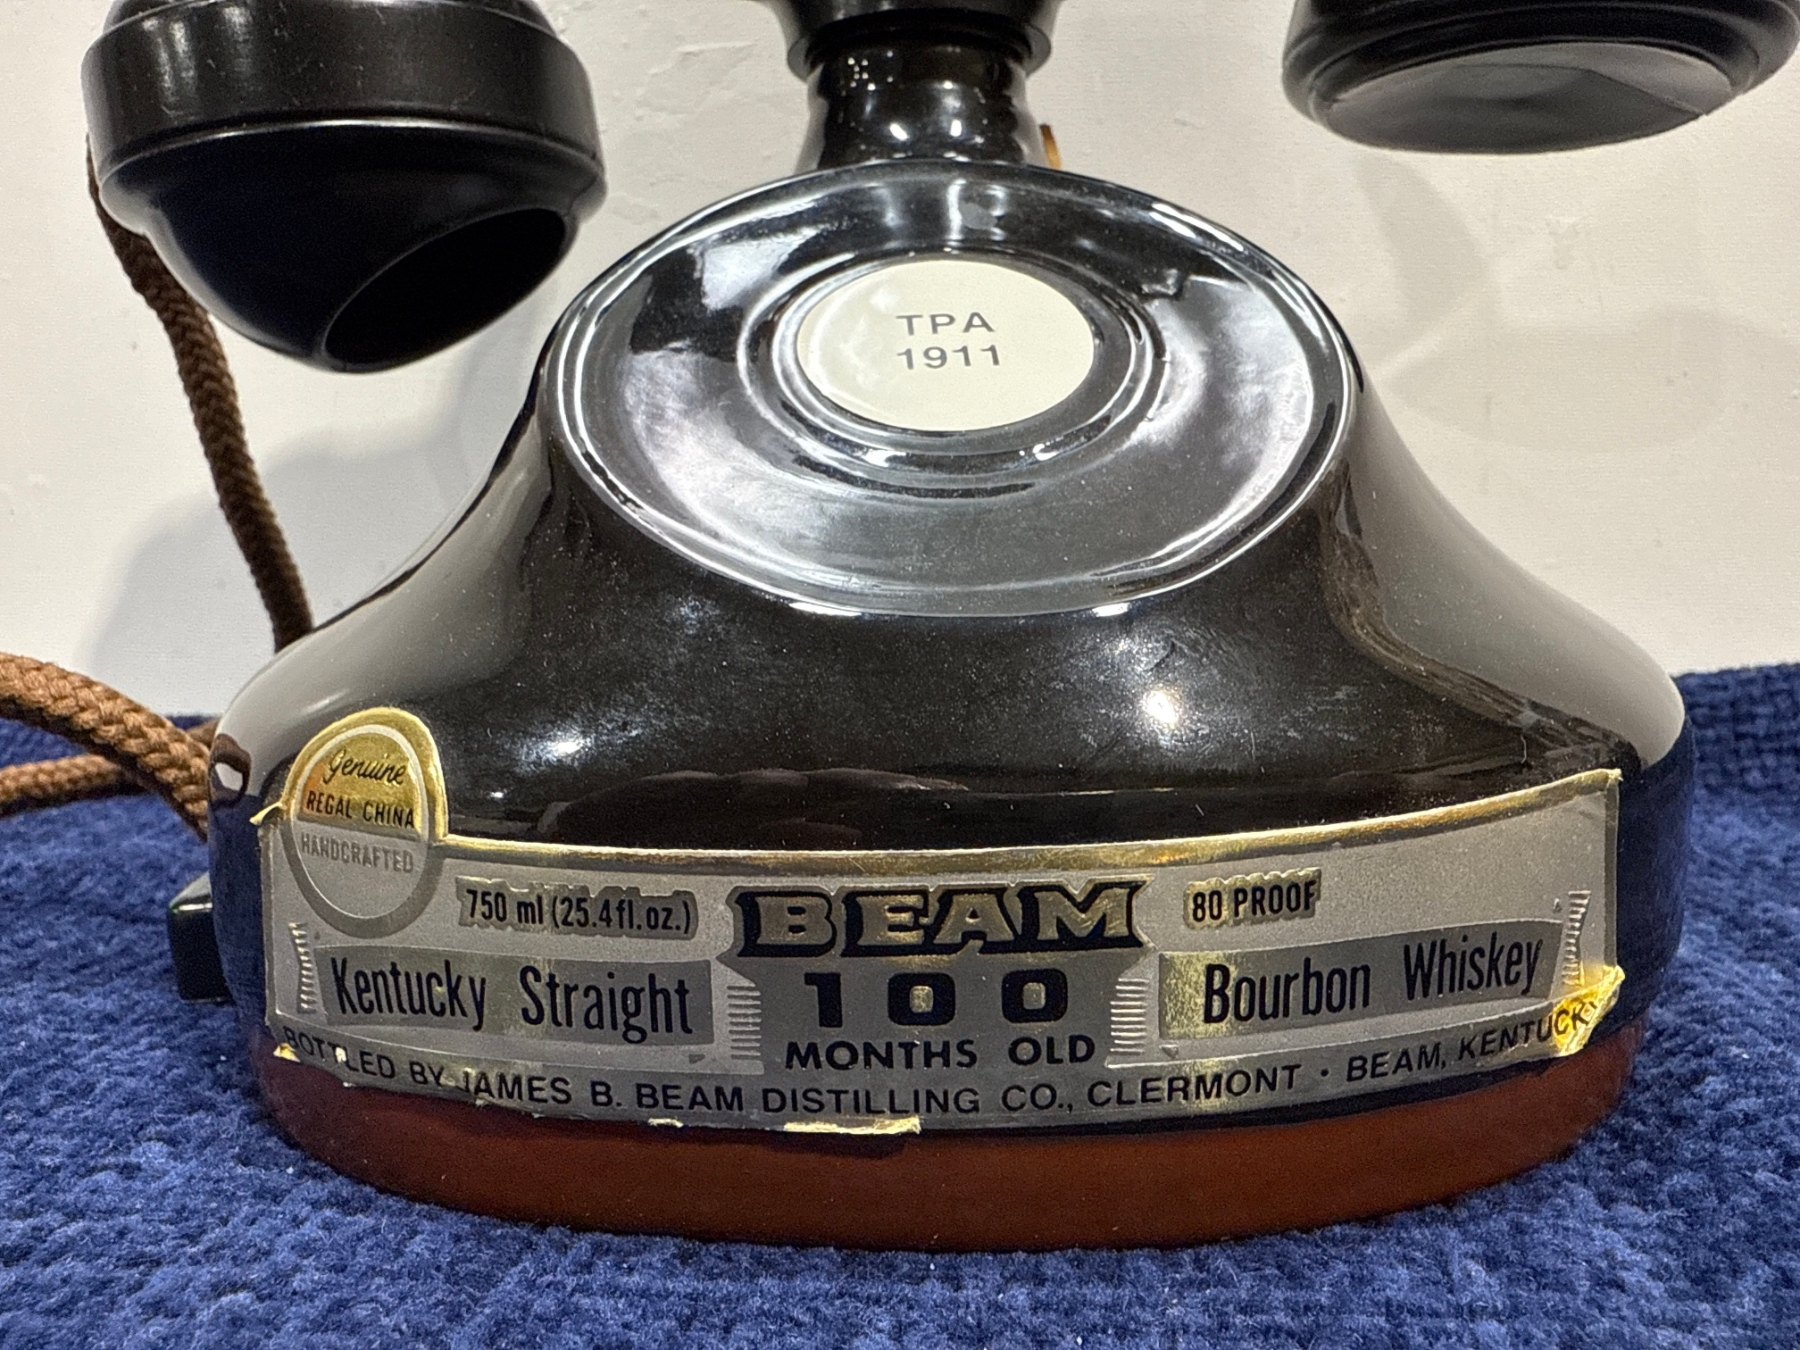 TPA
1911
Genuine
REGAL CHINA
HANDCRAFTED
750 ml (25.4 fl. oz.)
BEAM
80 PROOF
Kentucky Straight
100
Bourbon Whiskey
MONTHS OLD
BOTTLED BY JAMES B. BEAM DISTILLING CO., CLERMONT · BEAM, KENTUCKY